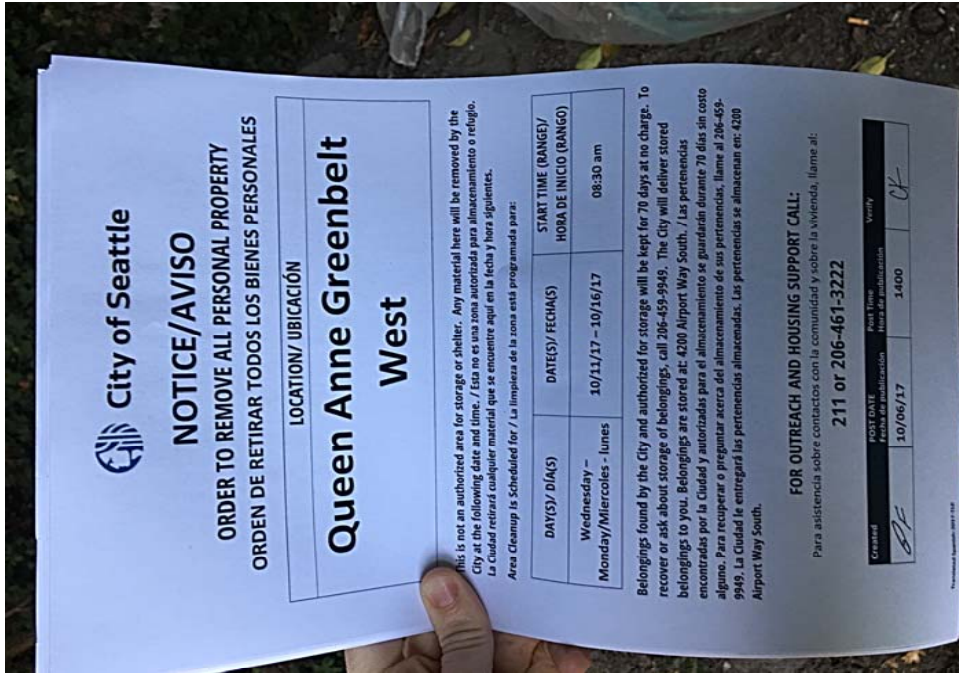 City of Seattle
NOTICE/AVISO
ORDER TO REMOVE ALL PERSONAL PROPERTY
ORDEN DE RETIRAR TODOS LOS BIENES PERSONALES
LOCATION/ UBICACIÓN
Queen Anne Greenbelt
West
This is not an authorized area for storage or shelter. Any material here will be removed by the
City at the following date and time. / Esta no es una zona autorizada para almacenamiento o refugio.
La Ciudad retirará cualquier material que se encuentre aquí en la fecha y hora siguientes.
Area Cleanup is Scheduled for / La limpieza de la zona está programada para:
DAY(S)/ DÍA(S) DATE(S)/ FECHA(S) START TIME (RANGE)/
HORA DE INICIO (RANGO)
Wednesday –
Monday/Miercoles - lunes 10/11/17 – 10/16/17 08:30 am
Belongings found by the City and authorized for storage will be kept for 70 days at no charge. To
recover or ask about storage of belongings, call 206-459-9949. The City will deliver stored
belongings to you. Belongings are stored at: 4200 Airport Way South. / Las pertenencias
encontradas por la Ciudad y autorizadas para el almacenamiento se guardarán durante 70 días sin costo
alguno. Para recuperar o preguntar acerca del almacenamiento de sus pertenencias, llame al 206-459-
9949. La Ciudad le entregará las pertenencias almacenadas. Las pertenencias se almacenan en: 4200
Airport Way South.
FOR OUTREACH AND HOUSING SUPPORT CALL:
Para asistencia sobre contactos con la comunidad y sobre la vivienda, llame al:
211 or 206-461-3222
Created POST DATE Post Time Verify
Fecha de publicación Hora de publicación
10/06/17 1400 CK